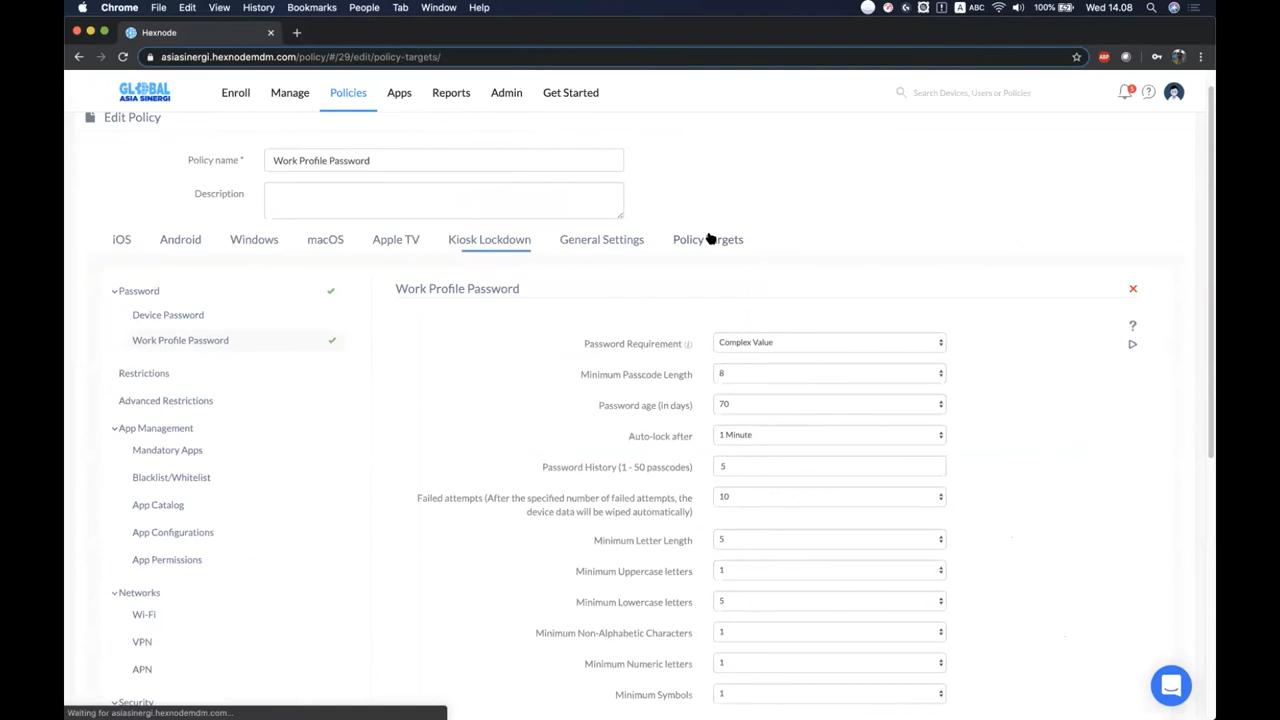 Chrome File Edit View History Bookmarks People Tab Window Help A ABC 100% Wed 14.08
Hexnode
asiasinergi.hexnodemdm.com/policy/#/29/edit/policy-targets/
GLOBAL
ASIA SINERGI
Enroll Manage Policies Apps Reports Admin Get Started Search Devices, Users or Policies 5 ?
Edit Policy
Policy name * Work Profile Password
Description
iOS Android Windows macOS Apple TV Kiosk Lockdown General Settings Policy Targets
Password
Device Password
Work Profile Password
Restrictions
Advanced Restrictions
App Management
Mandatory Apps
Blacklist/Whitelist
App Catalog
App Configurations
App Permissions
Networks
Wi-Fi
VPN
APN
Security
Work Profile Password
?
Password Requirement Complex Value
Minimum Passcode Length 8
Password age (in days) 70
Auto-lock after 1 Minute
Password History (1 - 50 passcodes) 5
Failed attempts (After the specified number of failed attempts, the
device data will be wiped automatically) 10
Minimum Letter Length 5
Minimum Uppercase letters 1
Minimum Lowercase letters 5
Minimum Non-Alphabetic Characters 1
Minimum Numeric letters 1
Minimum Symbols 1
Waiting for asiasinergi.hexnodemdm.com...